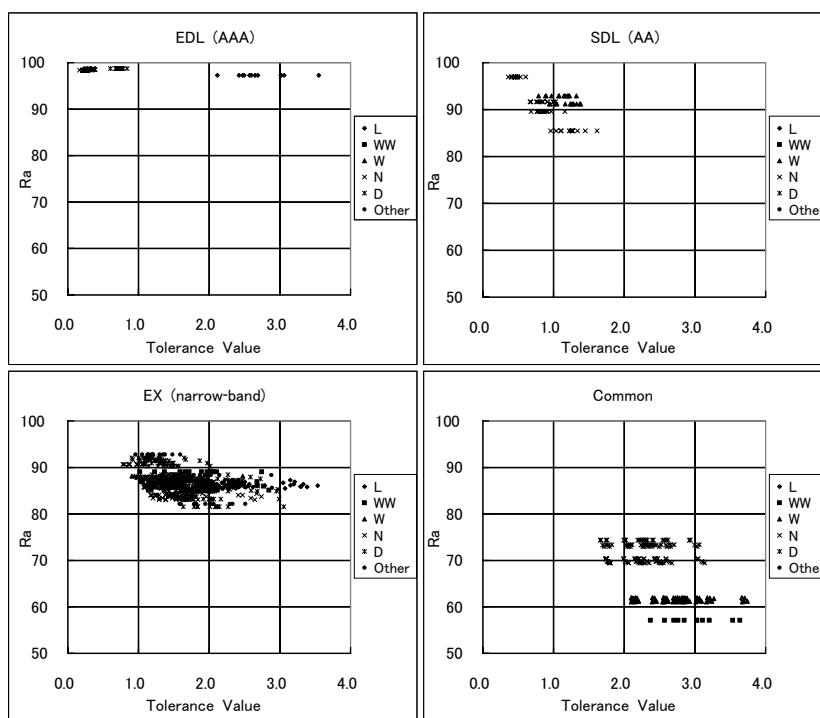 EDL (AAA)
100
90
80
70
60
50
Ra
0.0 1.0 2.0 3.0 4.0
Tolerance Value
L
WW
W
N
D
Other
SDL (AA)
100
90
80
70
60
50
Ra
0.0 1.0 2.0 3.0 4.0
Tolerance Value
L
WW
W
N
D
Other
EX (narrow-band)
100
90
80
70
60
50
Ra
0.0 1.0 2.0 3.0 4.0
Tolerance Value
L
WW
W
N
D
Other
Common
100
90
80
70
60
50
Ra
0.0 1.0 2.0 3.0 4.0
Tolerance Value
L
WW
W
N
D
Other